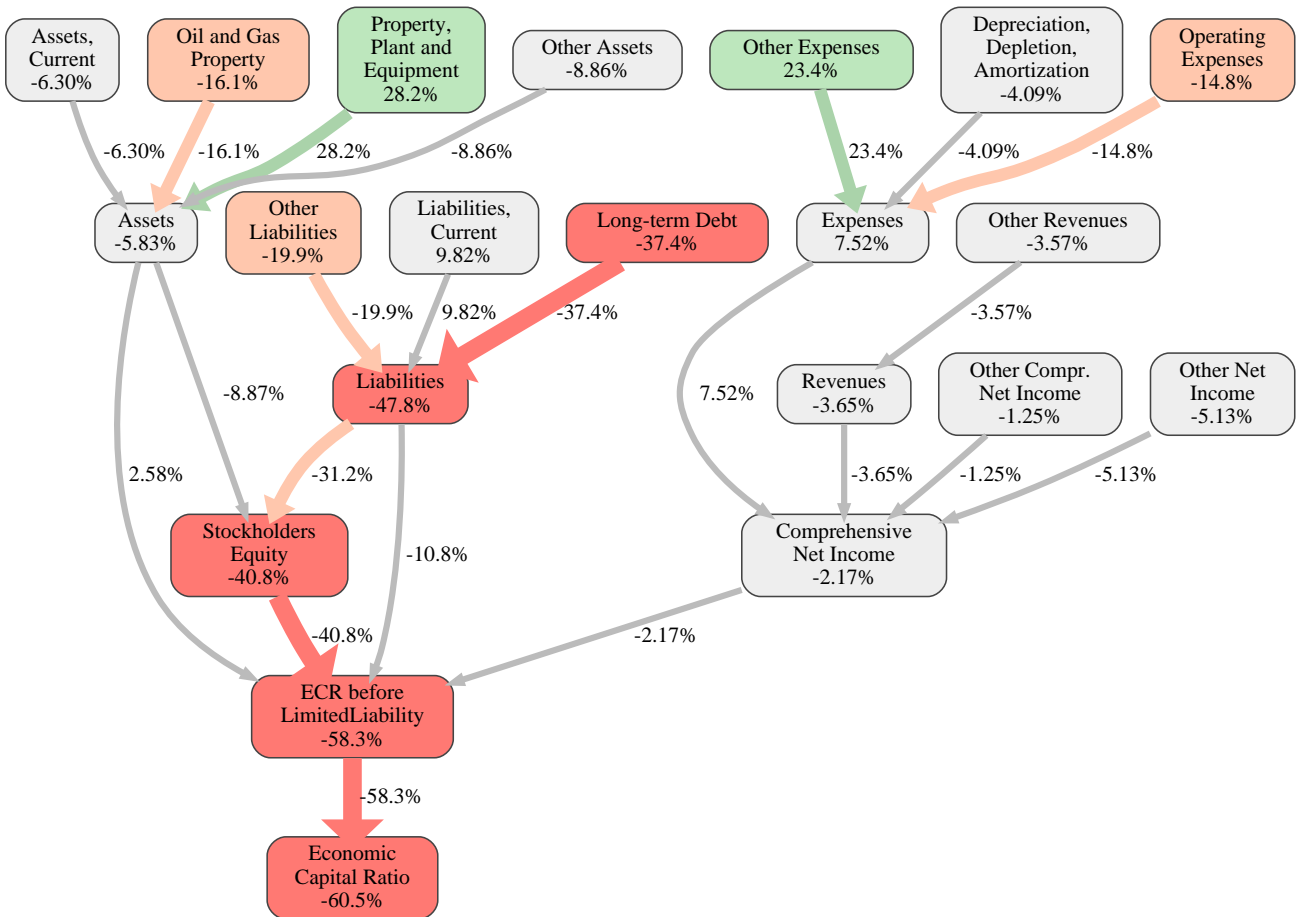 Assets,
Current
-6.30%
Oil and Gas
Property
-16.1%
Property,
Plant and
Equipment
28.2%
Other Assets
-8.86%
Other Expenses
23.4%
Depreciation,
Depletion,
Amortization
-4.09%
Operating
Expenses
-14.8%
-6.30%
-16.1%
28.2%
-8.86%
23.4%
-4.09%
-14.8%
Assets
-5.83%
Other
Liabilities
-19.9%
Liabilities,
Current
9.82%
Long-term Debt
-37.4%
Expenses
7.52%
Other Revenues
-3.57%
-19.9%
9.82%
-37.4%
-3.57%
Liabilities
-47.8%
-8.87%
7.52%
Revenues
-3.65%
Other Compr.
Net Income
-1.25%
Other Net
Income
-5.13%
2.58%
-31.2%
-3.65%
-1.25%
-5.13%
Stockholders
Equity
-40.8%
-10.8%
Comprehensive
Net Income
-2.17%
-40.8%
-2.17%
ECR before
LimitedLiability
-58.3%
-58.3%
Economic
Capital Ratio
-60.5%